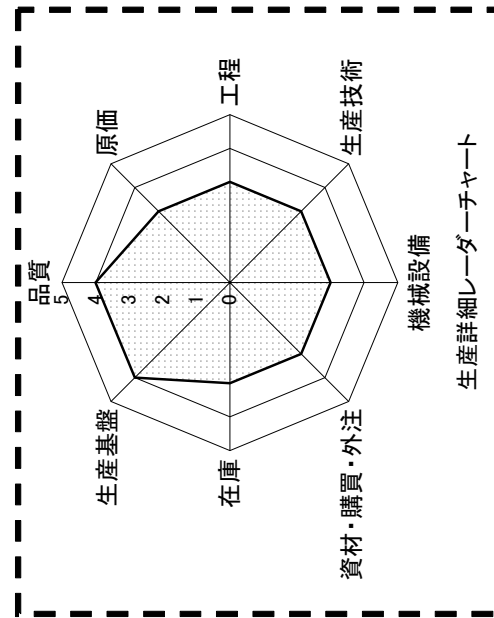 品質
原価
工程
生産技術
機械設備
資材・購買・外注
在庫
生産基盤
5
4
3
2
1
0
生産詳細レーダーチャート